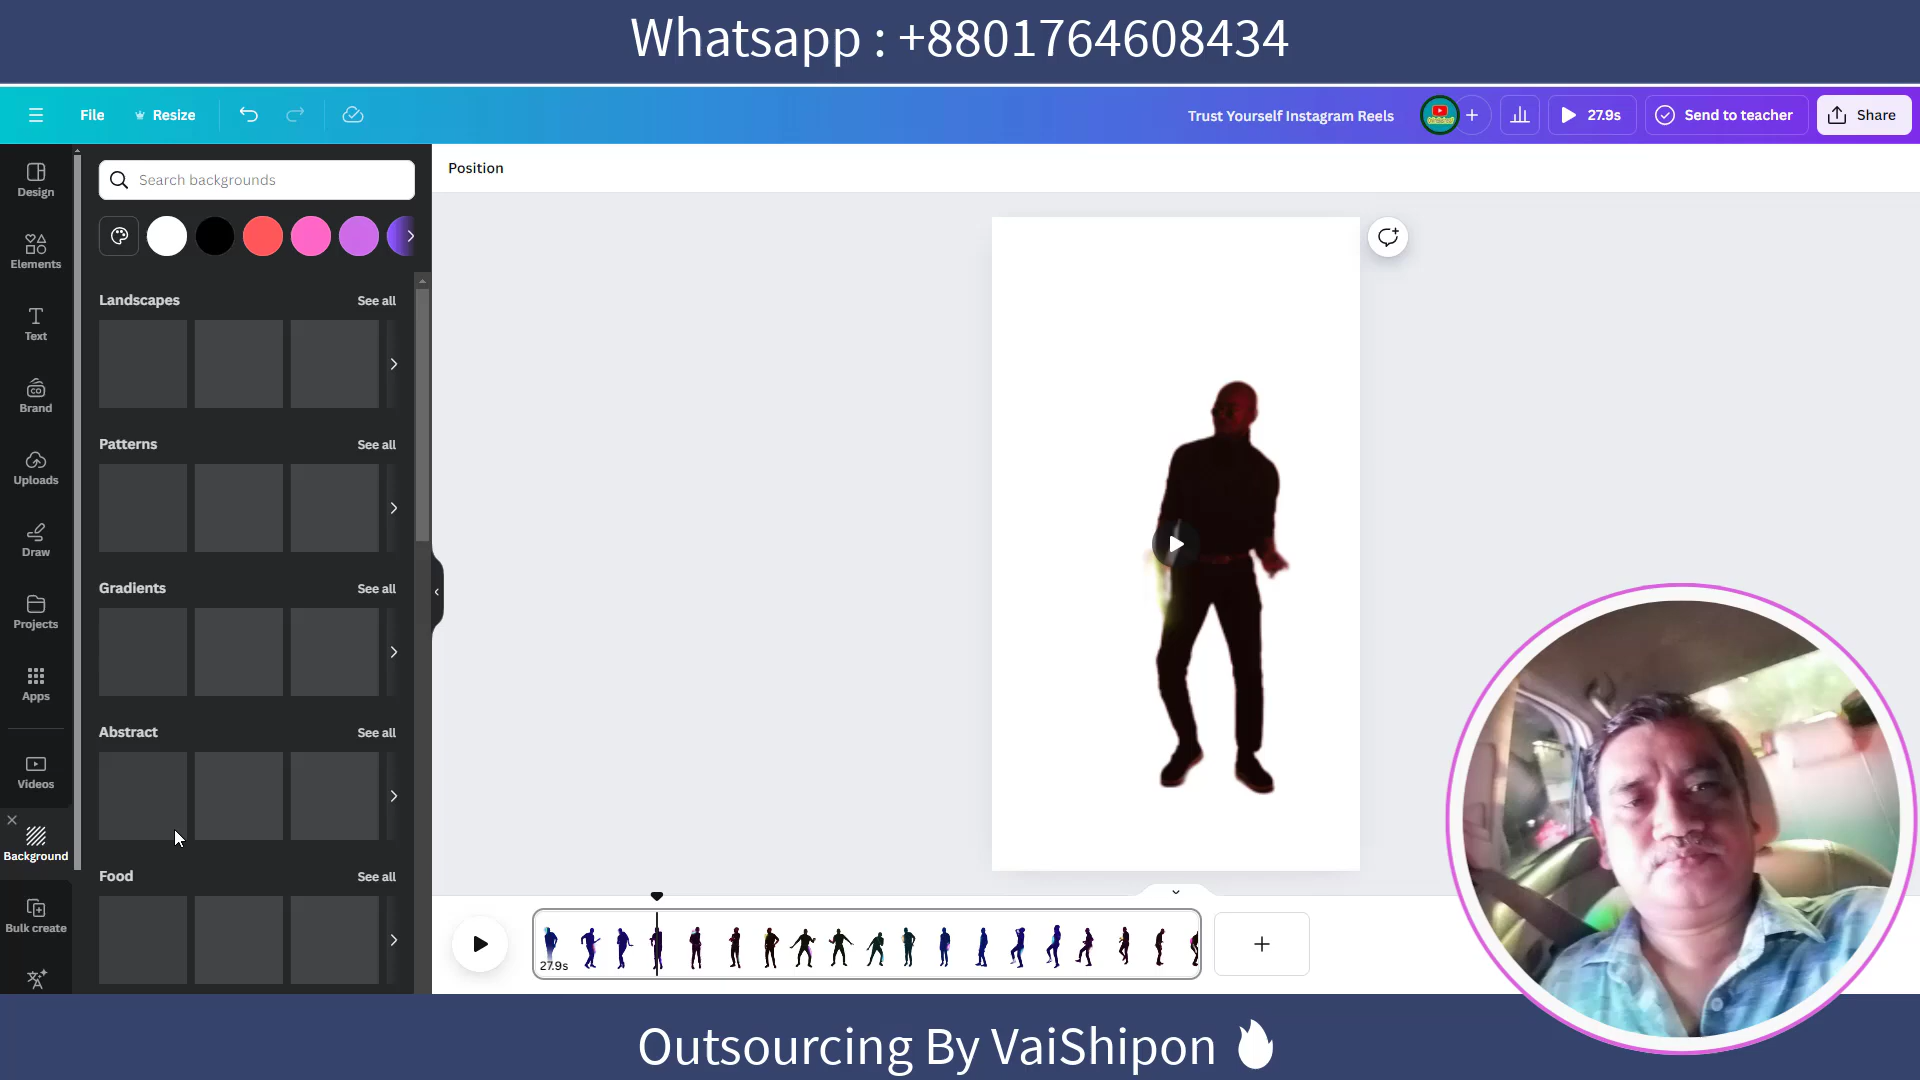 Whatsapp : +8801764608434
File
Resize
Trust Yourself Instagram Reels
27.9s
Send to teacher
Share
Design
Elements
Text
Brand
Uploads
Draw
Projects
Apps
Videos
Background
Bulk create
Search backgrounds
Landscapes
See all
Patterns
See all
Gradients
See all
Abstract
See all
Food
See all
Position
27.9s
Outsourcing By VaiShipon